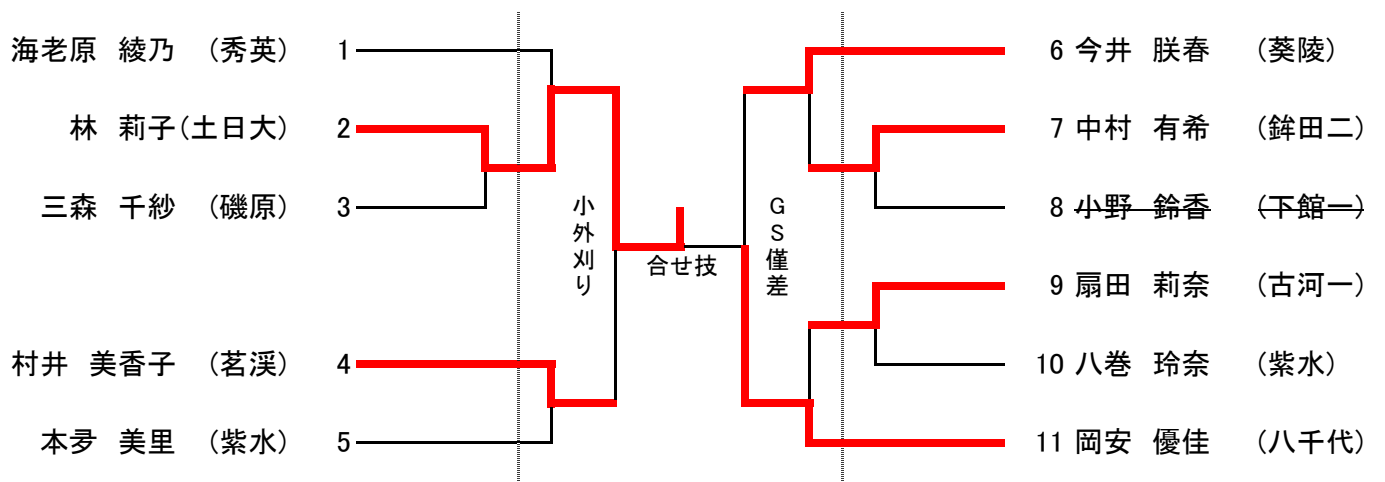 海老原 綾乃 (秀英) 1
林 莉子(土日大) 2
三森 千紗 (磯原) 3
村井 美香子 (茗渓) 4
本夛 美里 (紫水) 5
小外刈り
合せ技
GS僅差
6 今井 朕春 (葵陵)
7 中村 有希 (鉾田二)
8 小野 鈴香 (下館一)
9 扇田 莉奈 (古河一)
10 八巻 玲奈 (紫水)
11 岡安 優佳 (八千代)